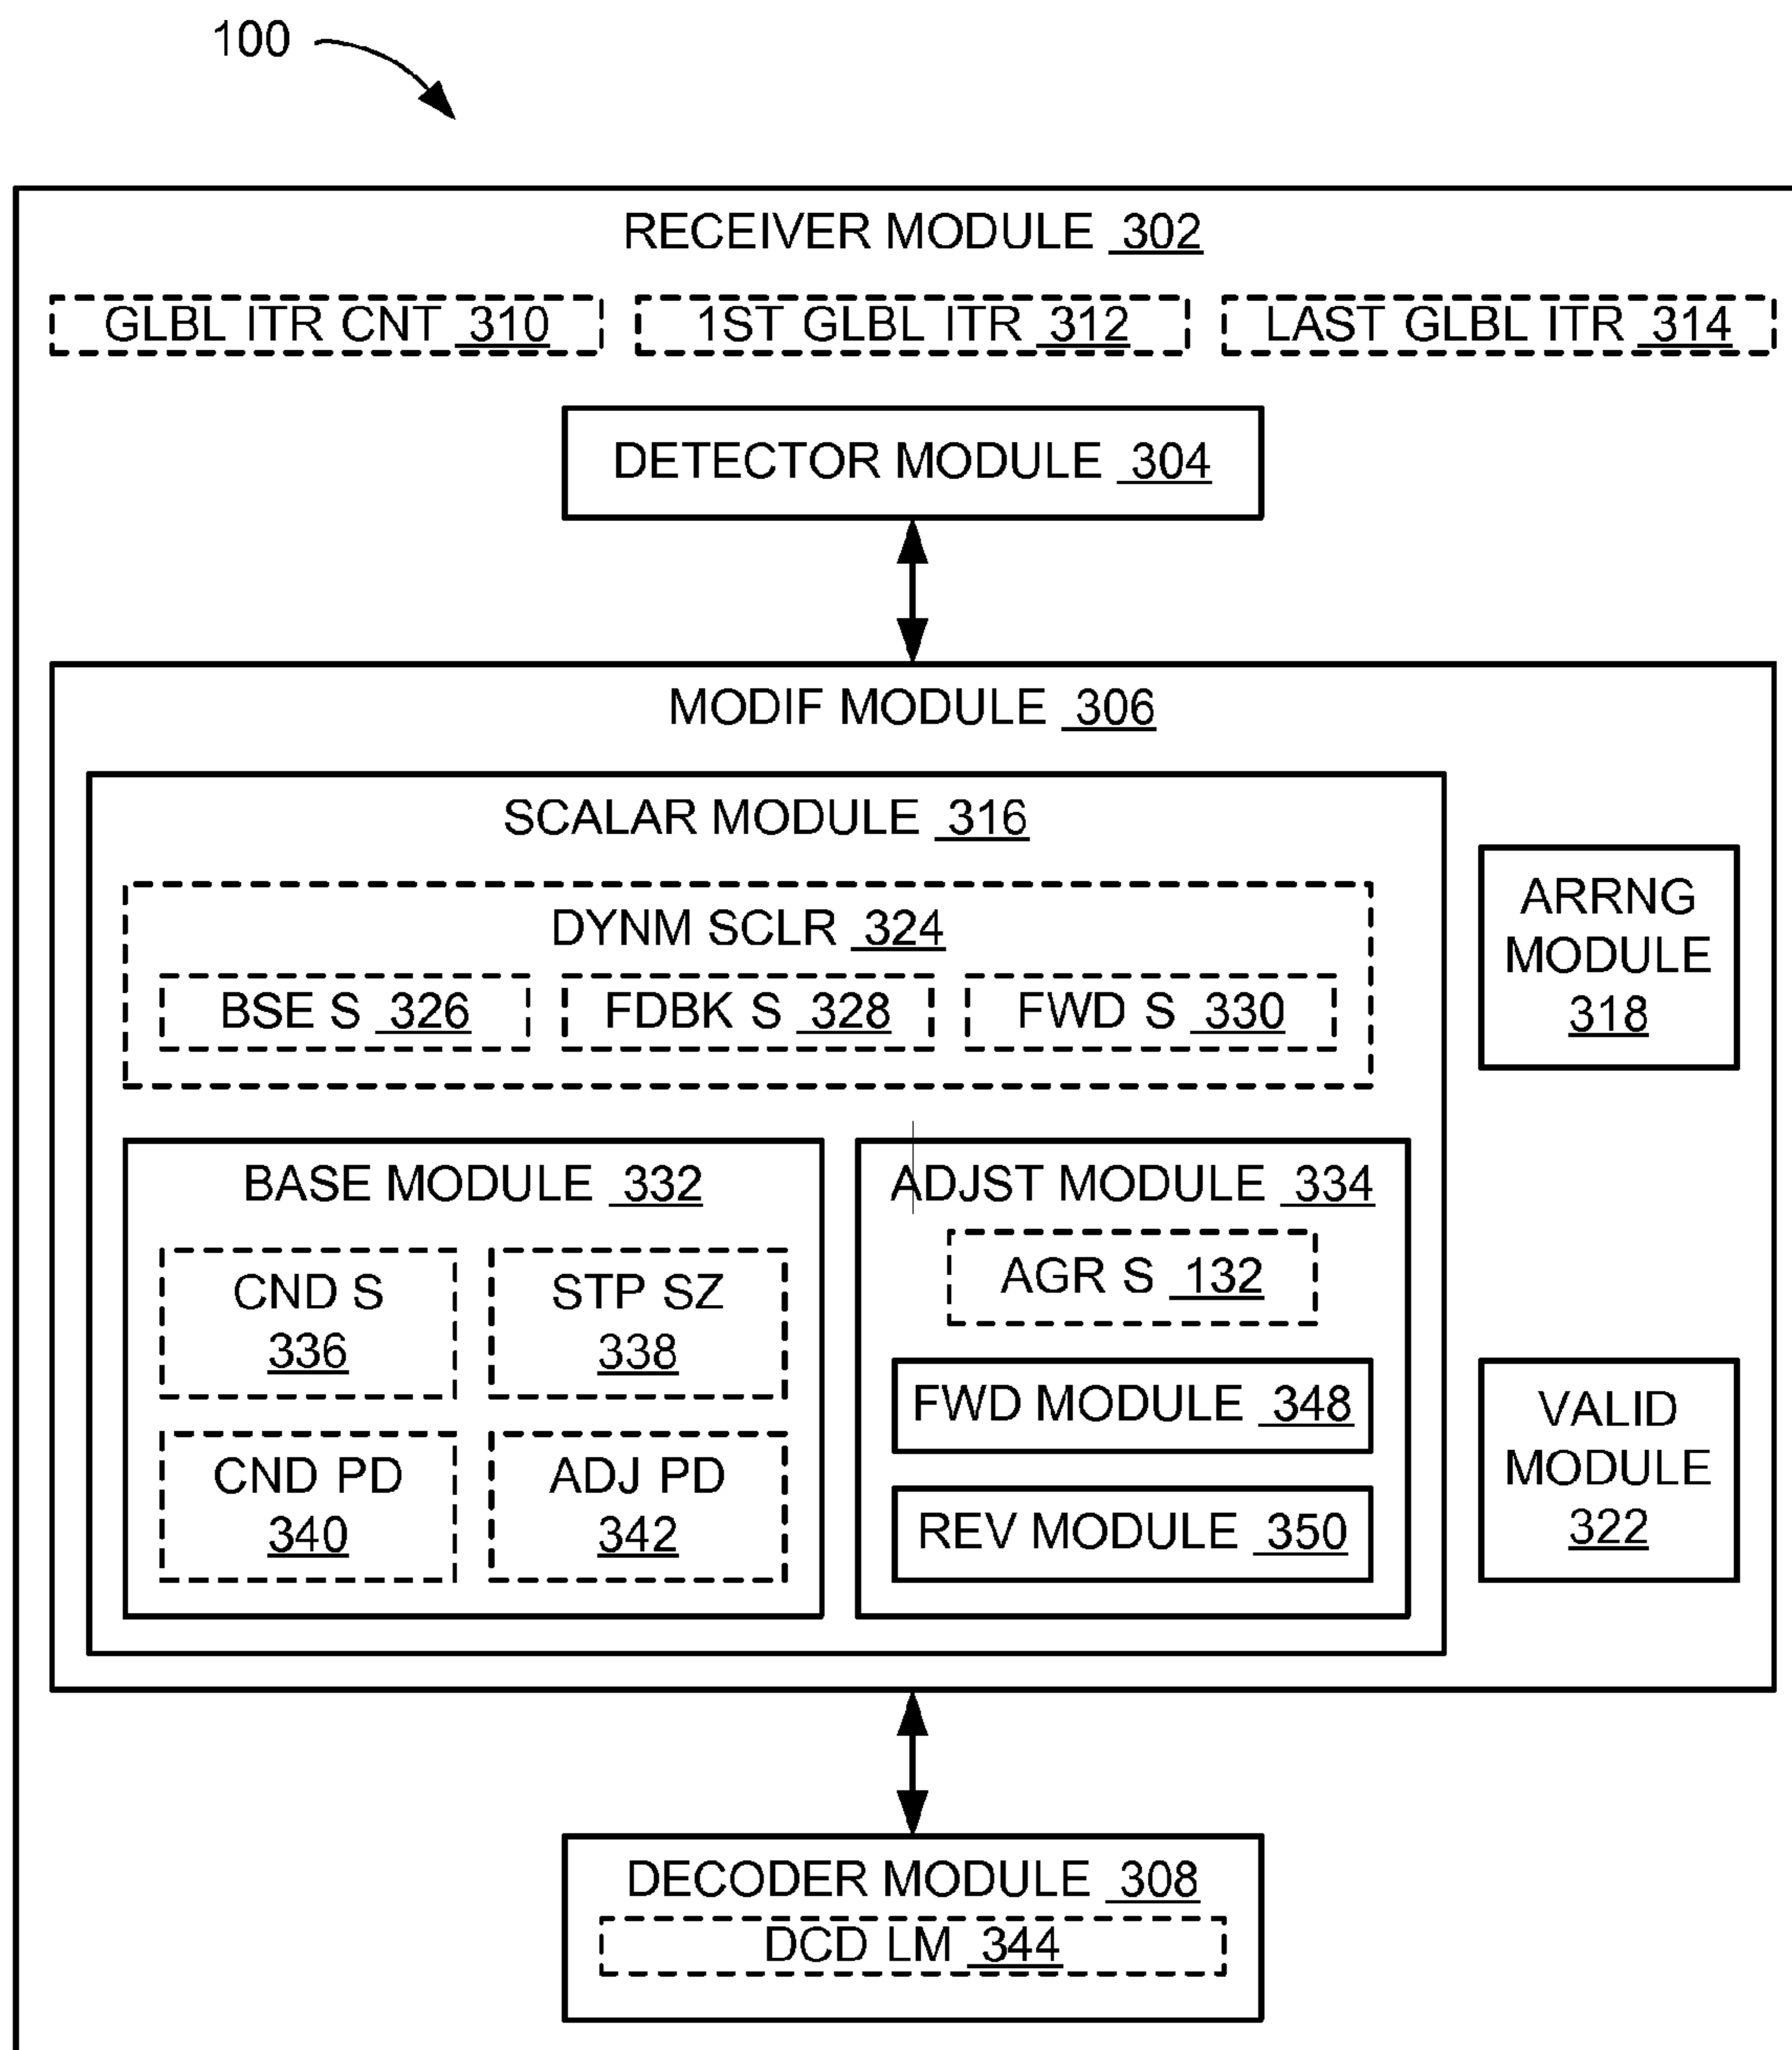 100
RECEIVER MODULE 302
GLBL ITR CNT 310
1ST GLBL ITR 312
LAST GLBL ITR 314
DETECTOR MODULE 304
MODIF MODULE 306
SCALAR MODULE 316
DYNM SCLR 324
BSE S 326
FDBK S 328
FWD S 330
ARRNG
MODULE
318
BASE MODULE 332
CND S
336
STP SZ
338
CND PD
340
ADJ PD
342
ADJST MODULE 334
AGR S 132
FWD MODULE 348
REV MODULE 350
VALID
MODULE
322
DECODER MODULE 308
DCD LM 344